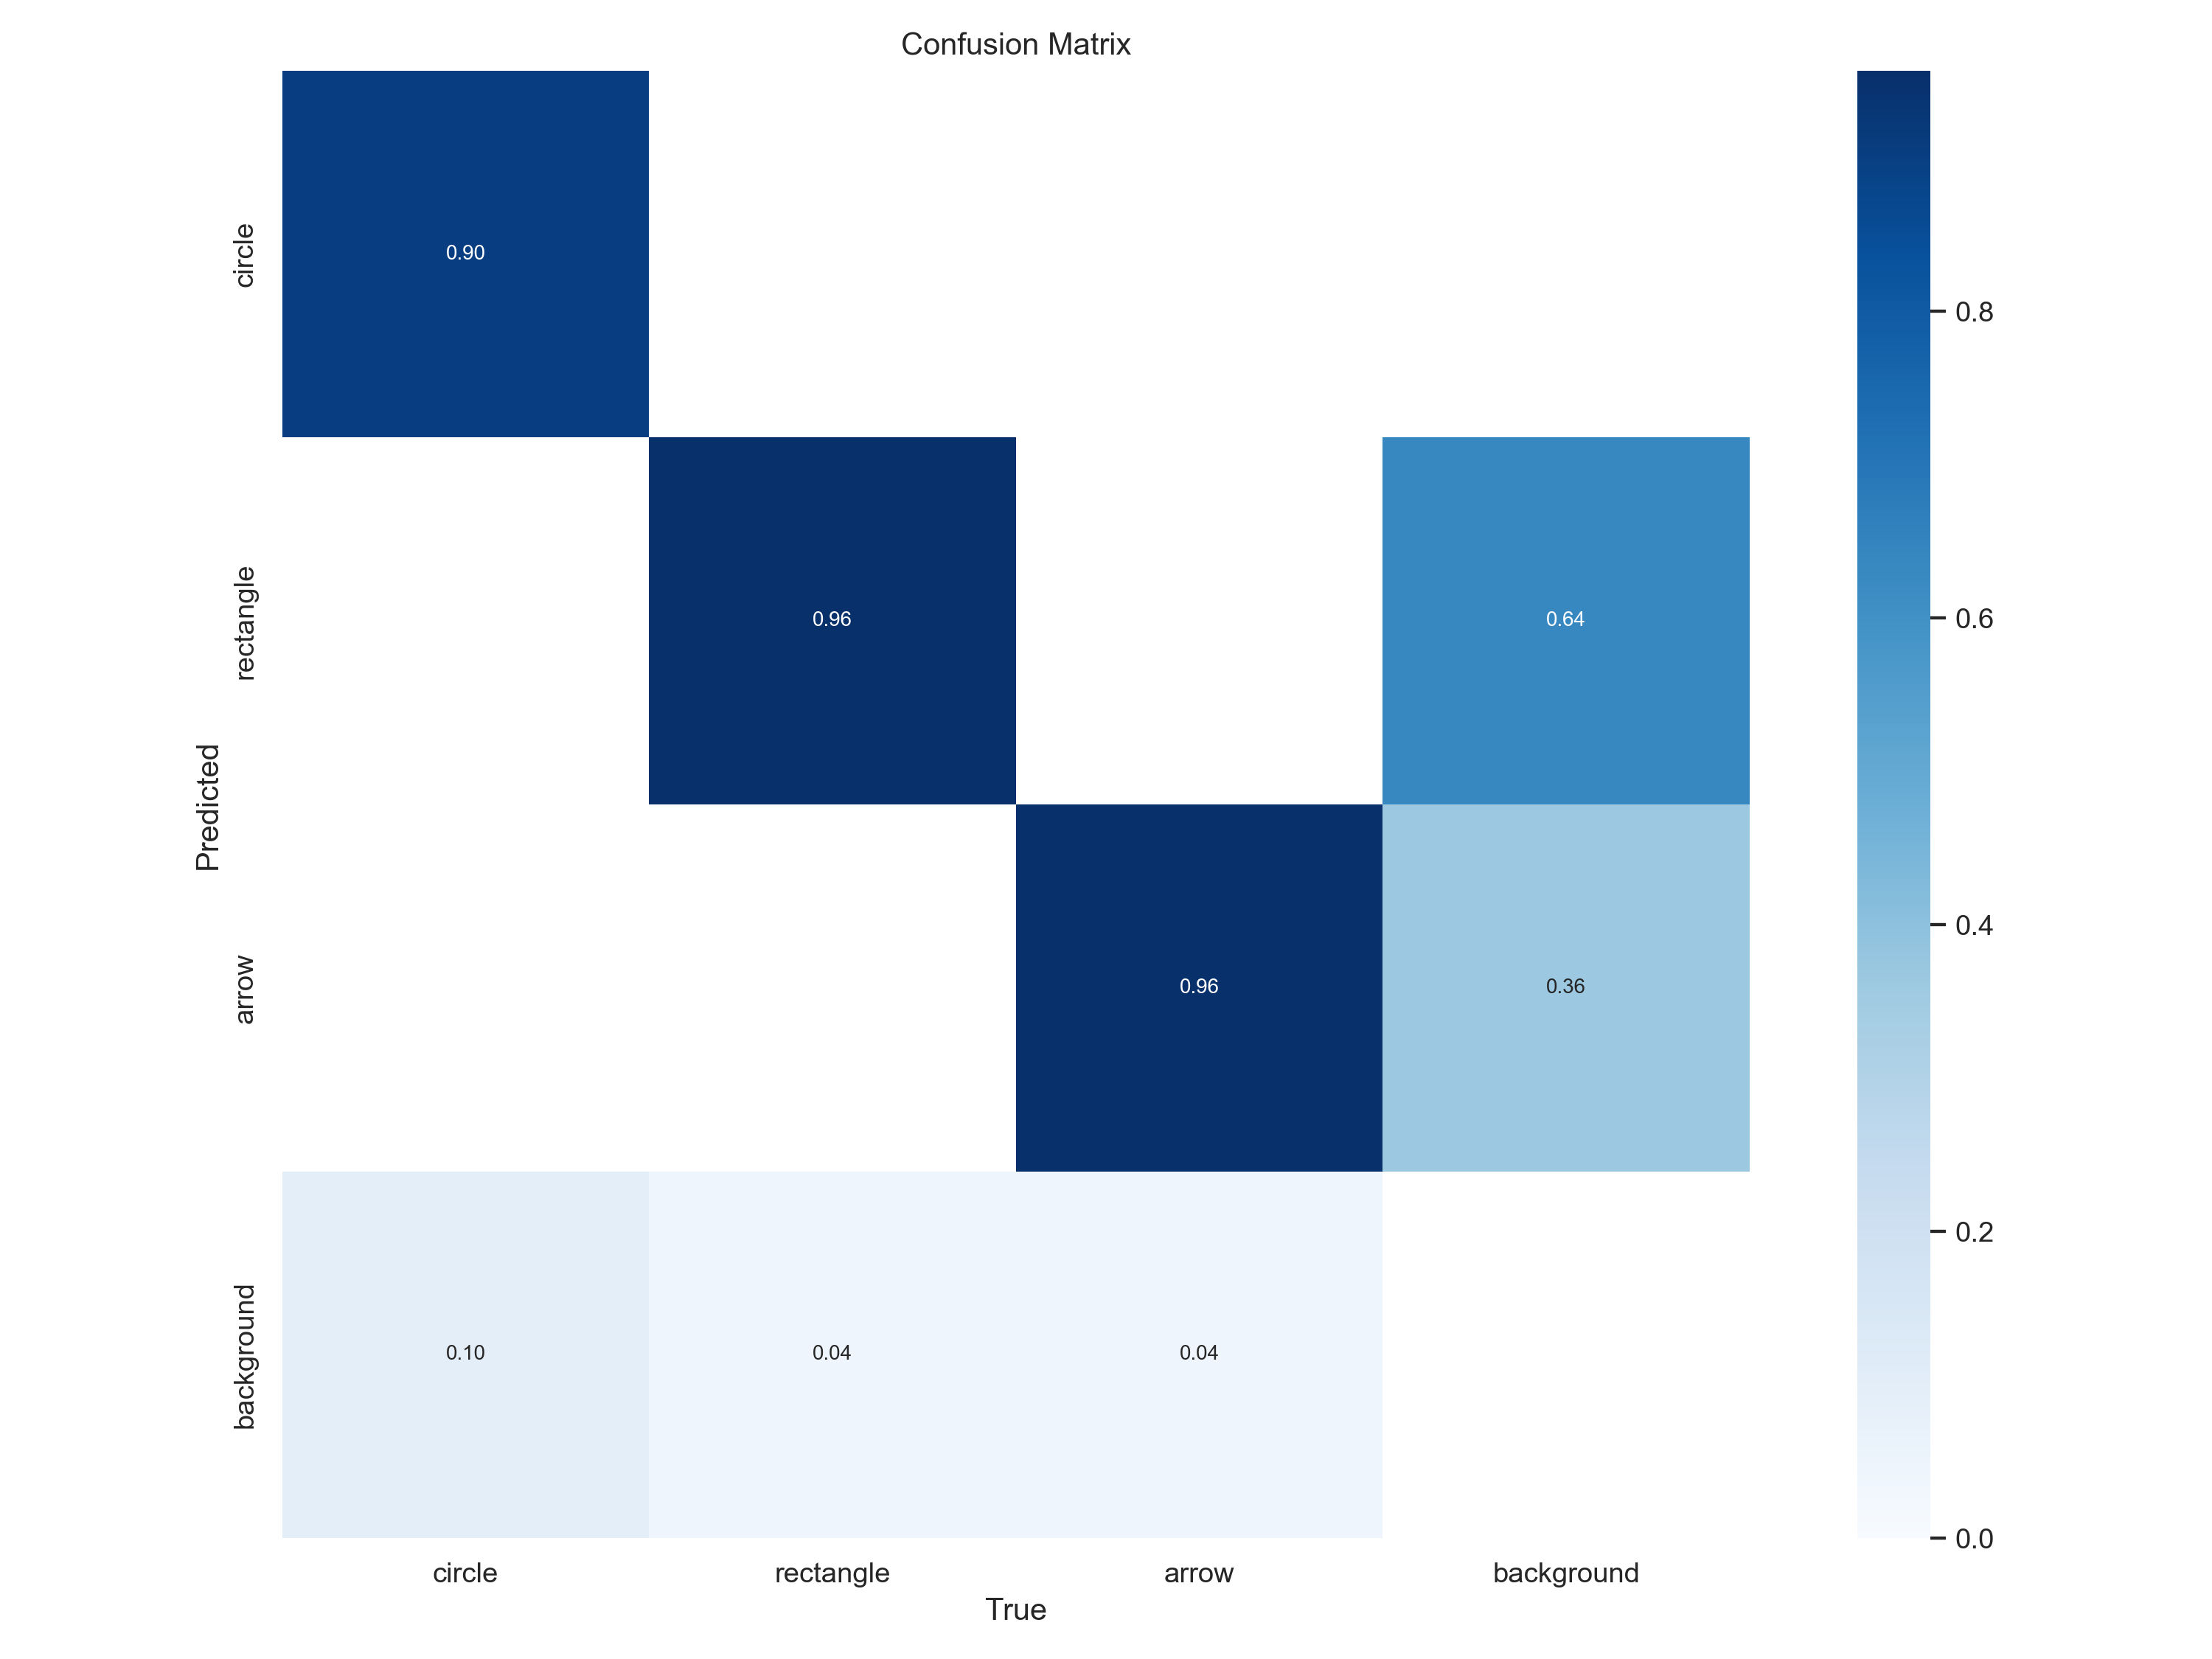 Confusion Matrix
circle
0.90
0.8
rectangle
0.96
0.64
0.6
Predicted
arrow
0.96
0.36
0.4
0.2
background
0.10
0.04
0.04
0.0
circle
rectangle
arrow
background
True